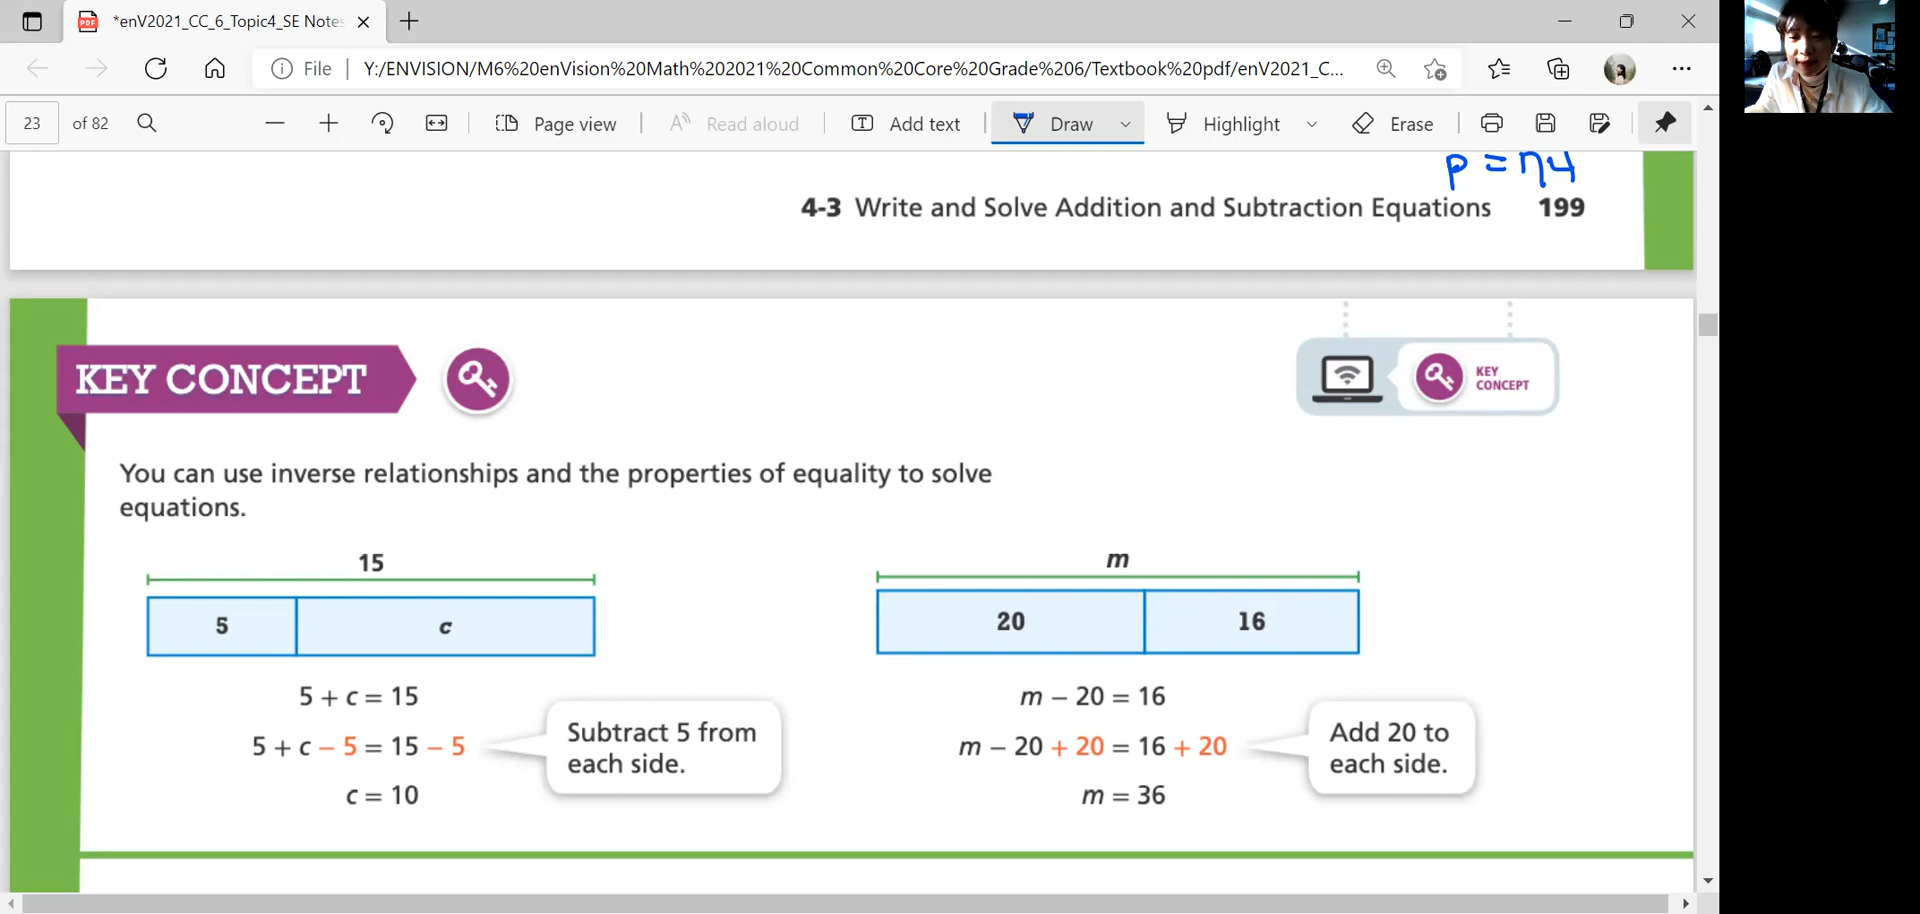 *enV2021_CC_6_Topic4_SE Notes
File
Y:/ENVISION/M6%20enVision%20Math%202021%20Common%20Core%20Grade%206/Textbook%20pdf/enV2021_C...
23 of 82
Page view
Read aloud
Add text
Draw
Highlight
Erase
p = 
4-3 Write and Solve Addition and Subtraction Equations 199
KEY CONCEPT
KEY
CONCEPT
You can use inverse relationships and the properties of equality to solve
equations.
15
5 c
5 + c = 15
5 + c – 5 = 15 – 5
c = 10
Subtract 5 from
each side.
m
20 16
m – 20 = 16
m – 20 + 20 = 16 + 20
m = 36
Add 20 to
each side.